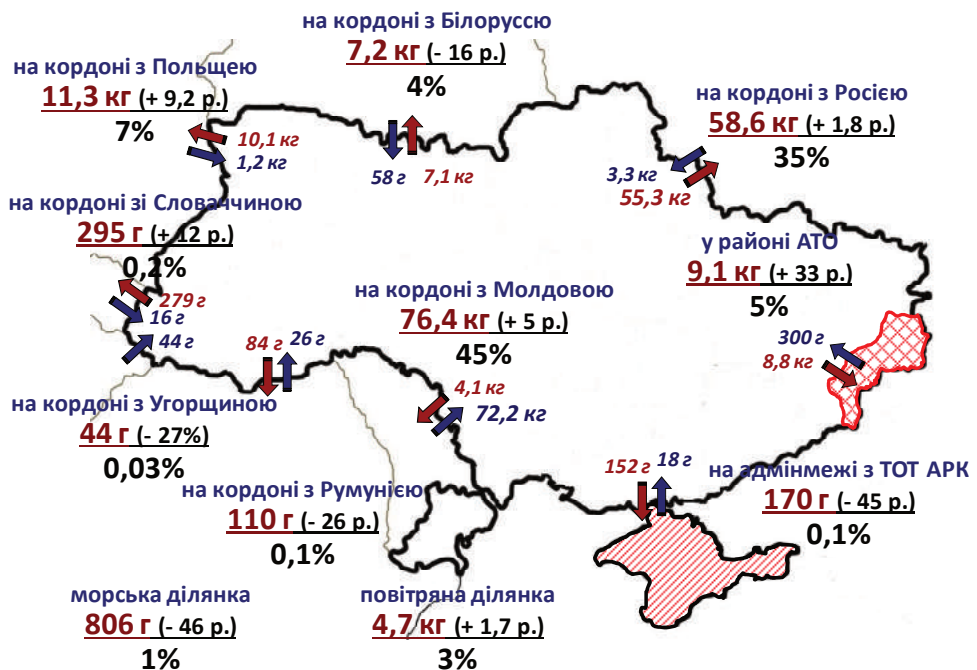 на кордоні з Білоруссю
7,2 кг (- 16 р.)
4%
на кордоні з Польщею
11,3 кг (+ 9,2 р.)
7%
10,1 кг
1,2 кг
58 г
7,1 кг
на кордоні з Росією
58,6 кг (+ 1,8 р.)
35%
3,3 кг
55,3 кг
на кордоні зі Словаччиною
295 г (+ 12 р.)
0,2%
279 г
16 г
44 г
у районі АТО
9,1 кг (+ 33 р.)
5%
300 г
8,8 кг
на кордоні з Молдовою
76,4 кг (+ 5 р.)
45%
4,1 кг
72,2 кг
84 г
26 г
на кордоні з Угорщиною
44 г (- 27%)
0,03%
на кордоні з Румунією
110 г (- 26 р.)
0,1%
152 г
18 г
на адмінмежі з ТОТ АРК
170 г (- 45 р.)
0,1%
морська ділянка
806 г (- 46 р.)
1%
повітряна ділянка
4,7 кг (+ 1,7 р.)
3%